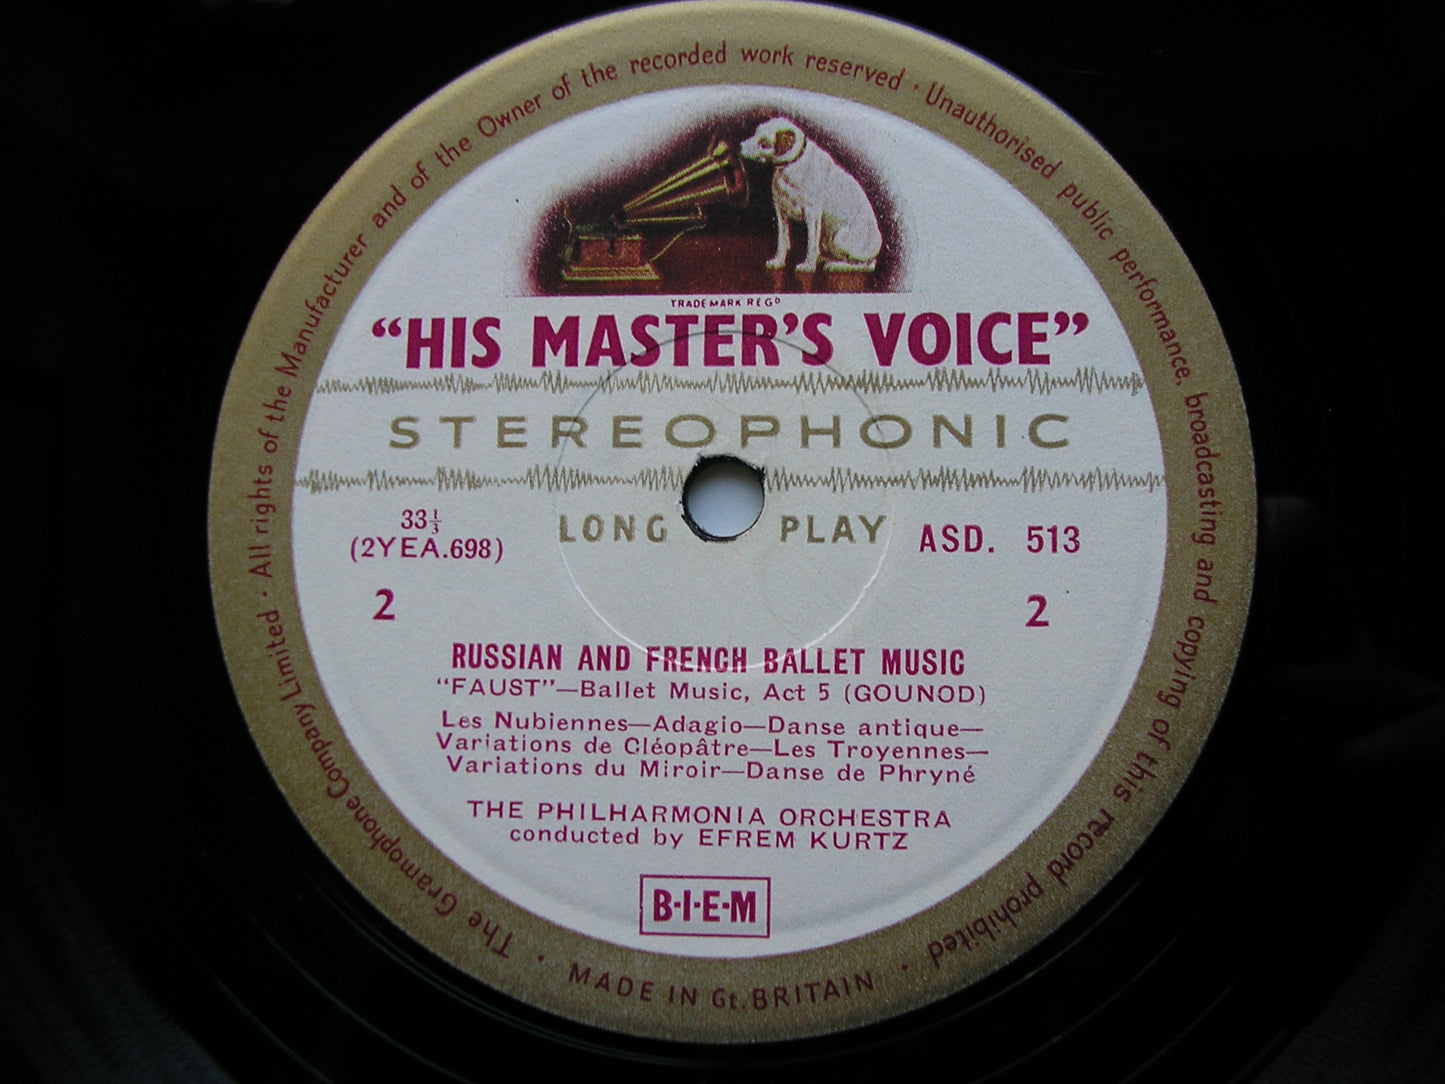 The Gramophone Company Limited · All rights of the Manufacturer and of the Owner of the recorded work reserved · Unauthorised public performance, broadcasting and copying of this record prohibited ·
TRADE MARK REGD
“HIS MASTER'S VOICE”
STEREOPHONIC
LONG PLAY
33⅓
(2YEA.698)
ASD. 513
2
2
RUSSIAN AND FRENCH BALLET MUSIC
“FAUST”—Ballet Music, Act 5 (GOUNOD)
Les Nubiennes—Adagio—Danse antique—
Variations de Cléopâtre—Les Troyennes—
Variations du Miroir—Danse de Phryné
THE PHILHARMONIA ORCHESTRA
conducted by EFREM KURTZ
B·I·E·M
· MADE IN Gt. BRITAIN ·